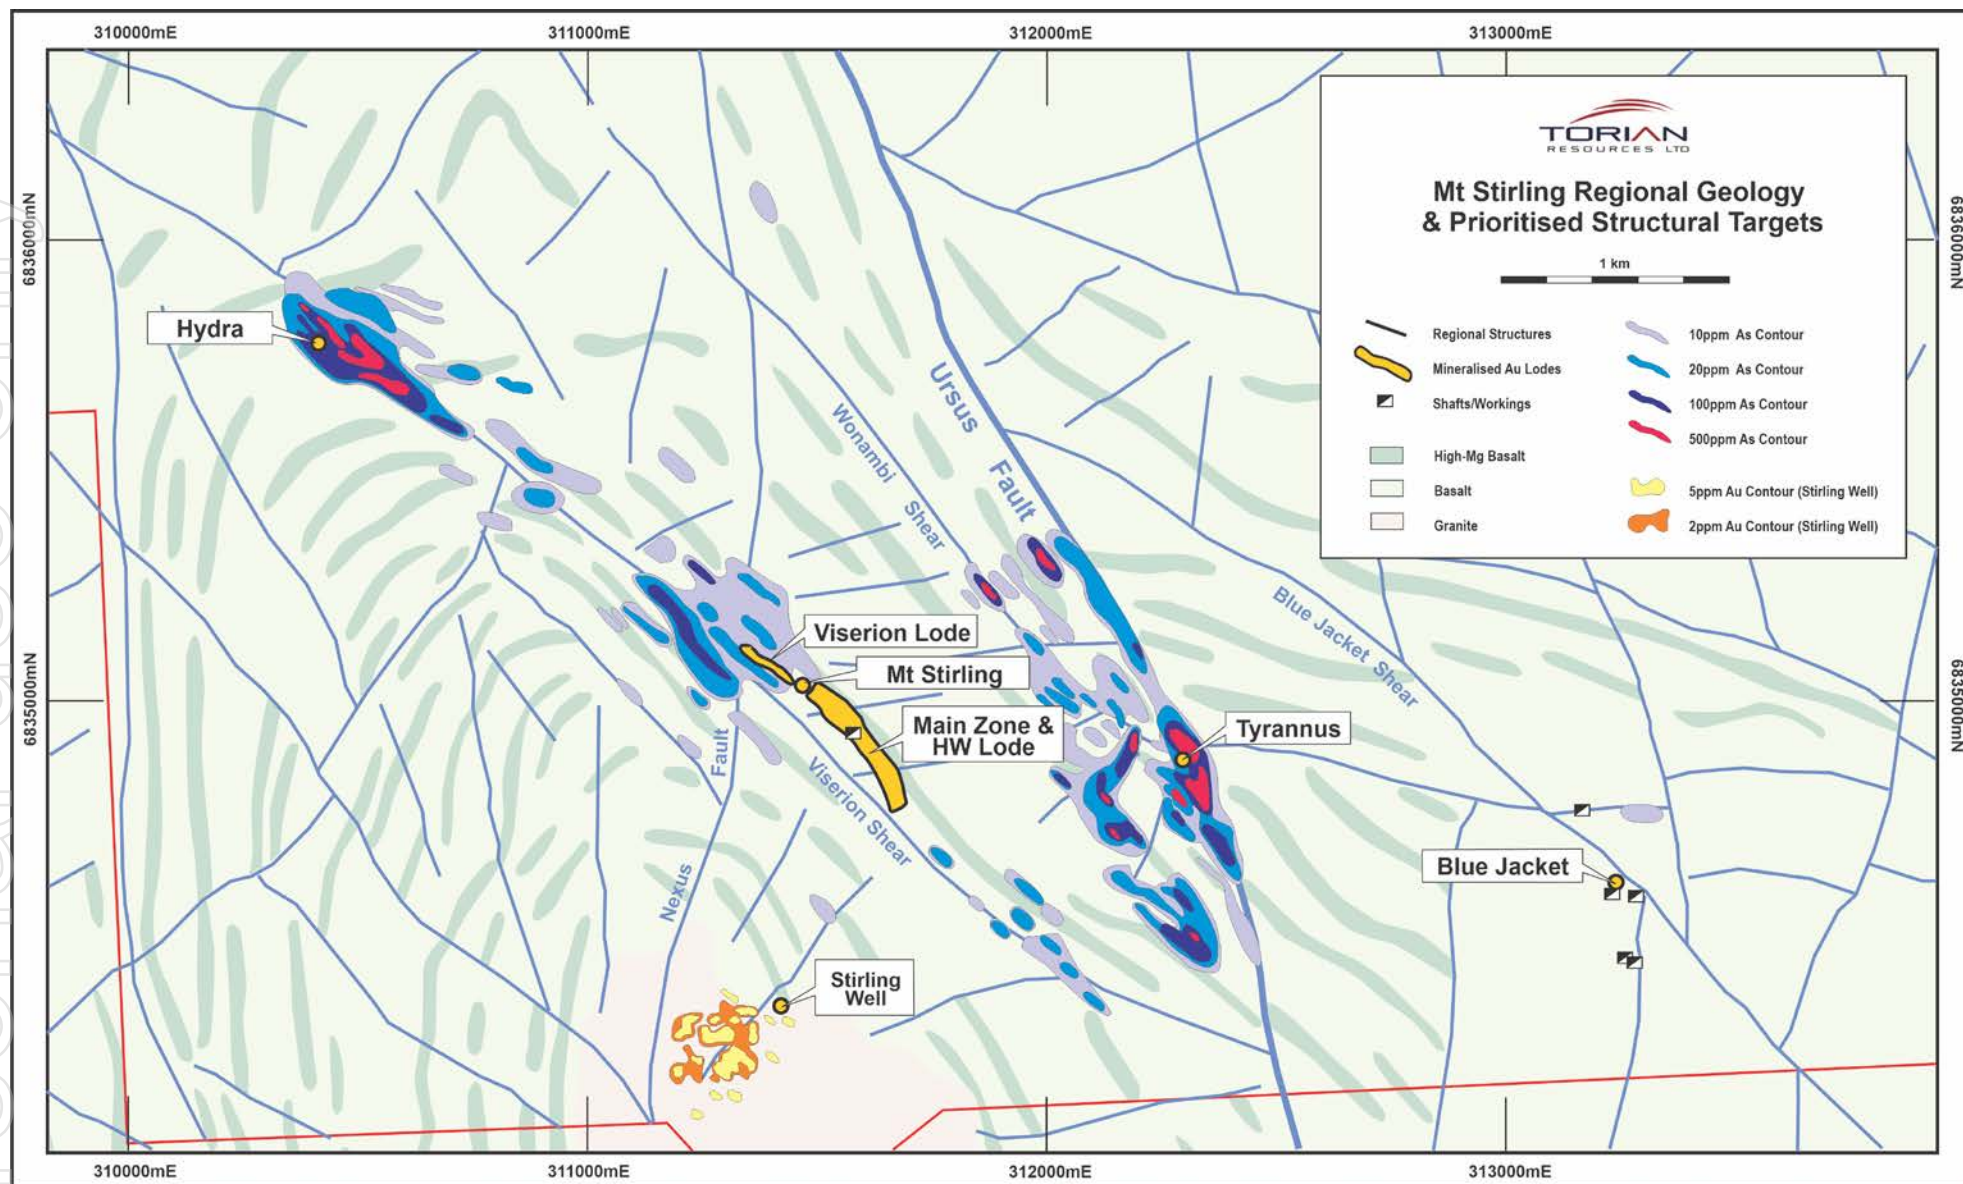 310000mE
311000mE
312000mE
313000mE
6836000mN
6836000mN
6835000mN
6835000mN
TORIAN
RESOURCES LTD
Mt Stirling Regional Geology
& Prioritised Structural Targets
1 km
Regional Structures
Mineralised Au Lodes
Shafts/Workings
High-Mg Basalt
Basalt
Granite
10ppm As Contour
20ppm As Contour
100ppm As Contour
500ppm As Contour
5ppm Au Contour (Stirling Well)
2ppm Au Contour (Stirling Well)
Hydra
Ursus Fault
Wonambi Shear
Blue Jacket Shear
Viserion Lode
Mt Stirling
Main Zone &
HW Lode
Tyrannus
Nexus Fault
Viserion Shear
Blue Jacket
Stirling
Well
310000mE
311000mE
312000mE
313000mE